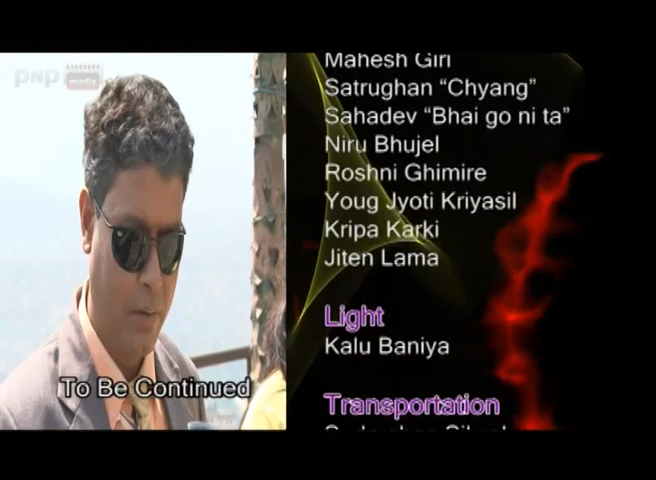 pnp media
Mahesh Giri
Satrughan “Chyang”
Sahadev “Bhai go ni ta”
Niru Bhujel
Roshni Ghimire
Youg Jyoti Kriyasil
Kripa Karki
Jiten Lama
Light
Kalu Baniya
To Be Continued
Transportation